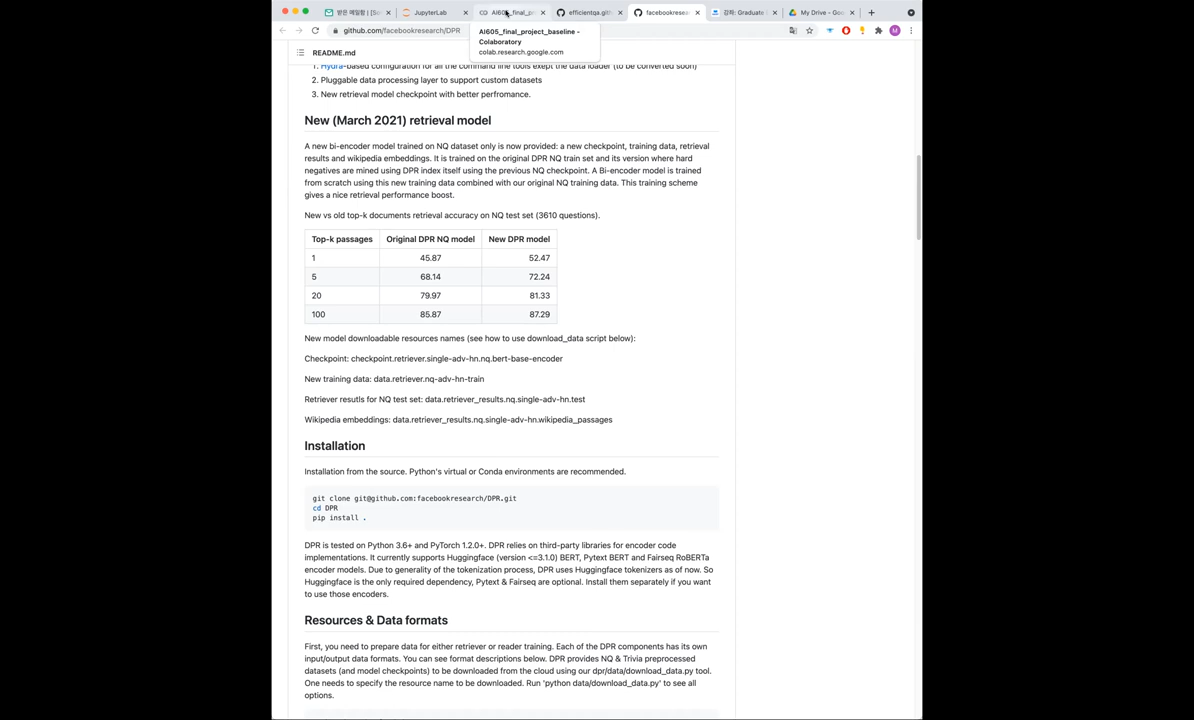 받은 메일함 | [Sa
JupyterLab
AI605_final_pr
efficientqa.gith
facebookresea
강좌: Graduate S
My Drive - Goo
github.com/facebookresearch/DPR
M
AI605_final_project_baseline -
Colaboratory
colab.research.google.com
README.md
1. Hydra-based configuration for all the command line tools exept the data loader (to be converted soon)
2. Pluggable data processing layer to support custom datasets
3. New retrieval model checkpoint with better perfromance.
New (March 2021) retrieval model
A new bi-encoder model trained on NQ dataset only is now provided: a new checkpoint, training data, retrieval
results and wikipedia embeddings. It is trained on the original DPR NQ train set and its version where hard
negatives are mined using DPR index itself using the previous NQ checkpoint. A Bi-encoder model is trained
from scratch using this new training data combined with our original NQ training data. This training scheme
gives a nice retrieval performance boost.
New vs old top-k documents retrieval accuracy on NQ test set (3610 questions).
Top-k passages Original DPR NQ model New DPR model
1 45.87 52.47
5 68.14 72.24
20 79.97 81.33
100 85.87 87.29
New model downloadable resources names (see how to use download_data script below):
Checkpoint: checkpoint.retriever.single-adv-hn.nq.bert-base-encoder
New training data: data.retriever.nq-adv-hn-train
Retriever resutls for NQ test set: data.retriever_results.nq.single-adv-hn.test
Wikipedia embeddings: data.retriever_results.nq.single-adv-hn.wikipedia_passages
Installation
Installation from the source. Python's virtual or Conda environments are recommended.
git clone git@github.com:facebookresearch/DPR.git
cd DPR
pip install .
DPR is tested on Python 3.6+ and PyTorch 1.2.0+. DPR relies on third-party libraries for encoder code
implementations. It currently supports Huggingface (version <=3.1.0) BERT, Pytext BERT and Fairseq RoBERTa
encoder models. Due to generality of the tokenization process, DPR uses Huggingface tokenizers as of now. So
Huggingface is the only required dependency, Pytext & Fairseq are optional. Install them separately if you want
to use those encoders.
Resources & Data formats
First, you need to prepare data for either retriever or reader training. Each of the DPR components has its own
input/output data formats. You can see format descriptions below. DPR provides NQ & Trivia preprocessed
datasets (and model checkpoints) to be downloaded from the cloud using our dpr/data/download_data.py tool.
One needs to specify the resource name to be downloaded. Run 'python data/download_data.py' to see all
options.